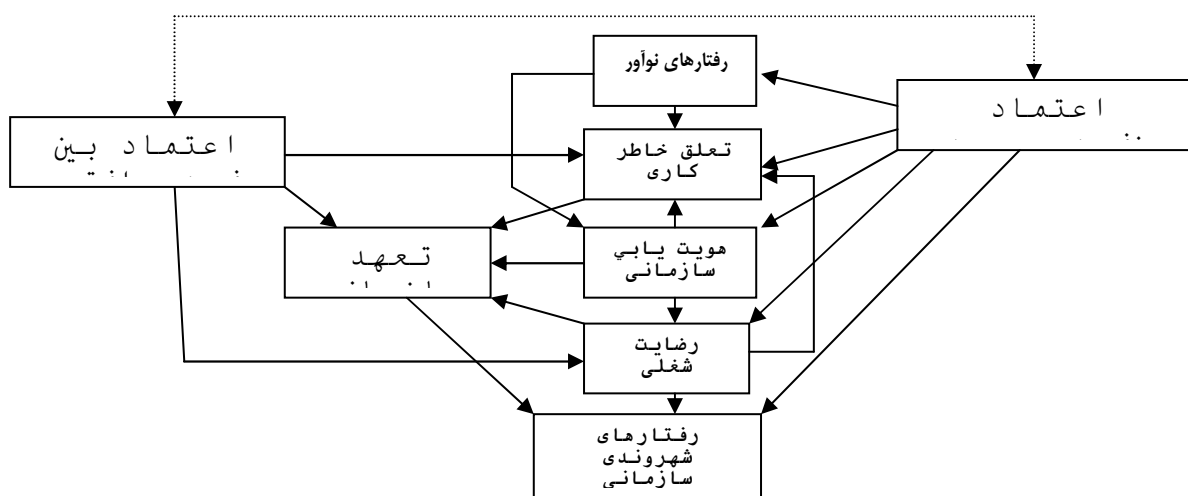 رفتارهای نوآور
اعتماد
اعتماد بین
تعلق خاطر
کاری
تعهد
هویت یابي
سازمانی
رضایت
شغلی
رفتارهای
شهروندی
سازمانی